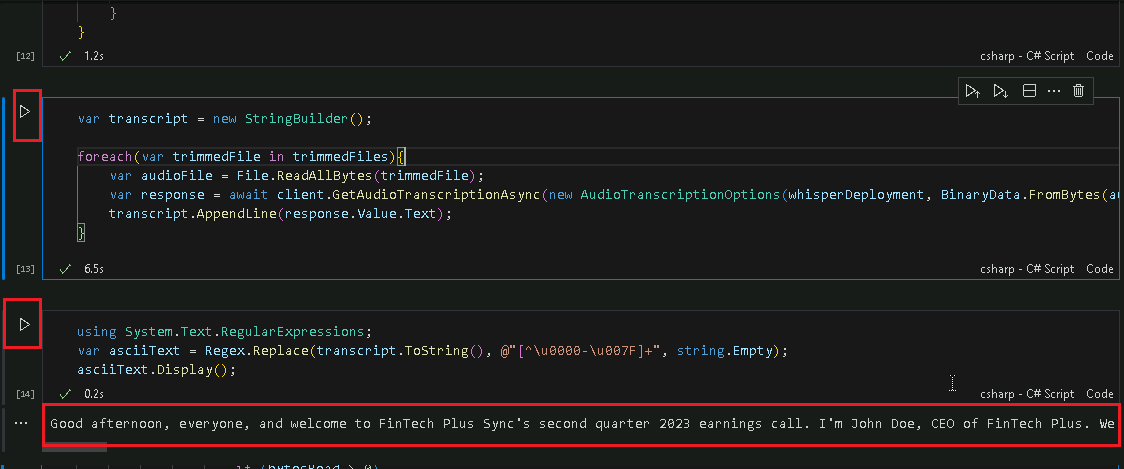 }
}
[12] 1.2s csharp - C# Script Code
var transcript = new StringBuilder();
foreach(var trimmedFile in trimmedFiles){
var audioFile = File.ReadAllBytes(trimmedFile);
var response = await client.GetAudioTranscriptionAsync(new AudioTranscriptionOptions(whisperDeployment, BinaryData.FromBytes(au
transcript.AppendLine(response.Value.Text);
}
[13] 6.5s csharp - C# Script Code
using System.Text.RegularExpressions;
var asciiText = Regex.Replace(transcript.ToString(), @"[^\u0000-\u007F]+", string.Empty);
asciiText.Display();
[14] 0.2s csharp - C# Script Code
Good afternoon, everyone, and welcome to FinTech Plus Sync's second quarter 2023 earnings call. I'm John Doe, CEO of FinTech Plus. We
if (bytesRead > 0)